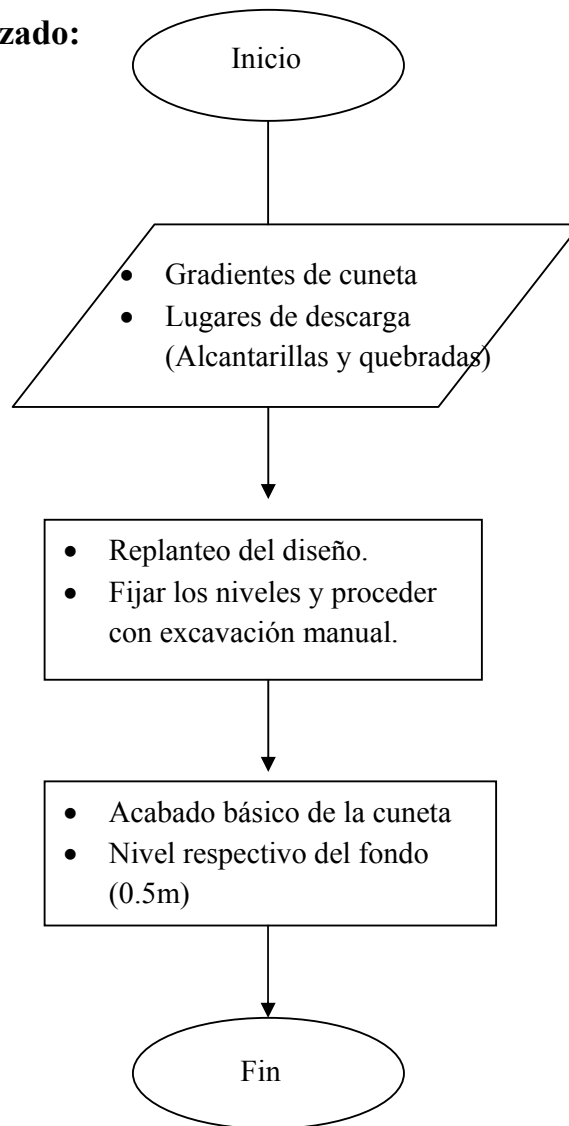 zado:
Inicio
• Gradientes de cuneta
• Lugares de descarga
(Alcantarillas y quebradas)
• Replanteo del diseño.
• Fijar los niveles y proceder
con excavación manual.
• Acabado básico de la cuneta
• Nivel respectivo del fondo
(0.5m)
Fin